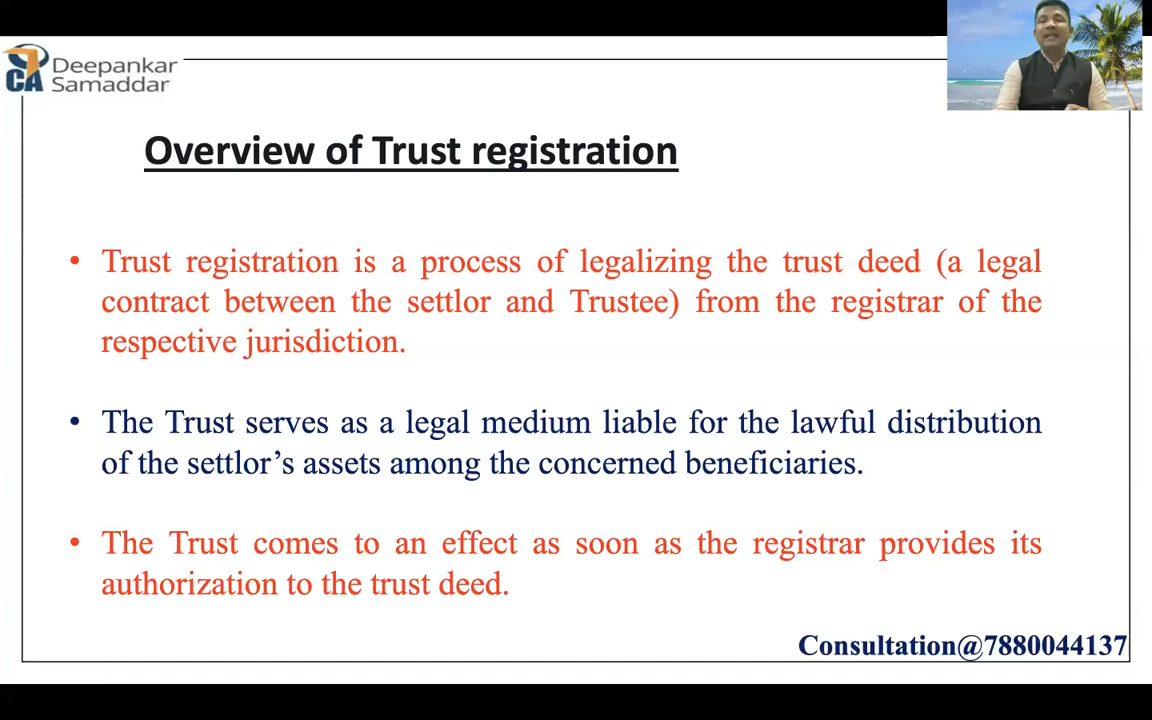 CA
Deepankar
Samaddar
Overview of Trust registration
• Trust registration is a process of legalizing the trust deed (a legal
contract between the settlor and Trustee) from the registrar of the
respective jurisdiction.
• The Trust serves as a legal medium liable for the lawful distribution
of the settlor’s assets among the concerned beneficiaries.
• The Trust comes to an effect as soon as the registrar provides its
authorization to the trust deed.
Consultation@7880044137